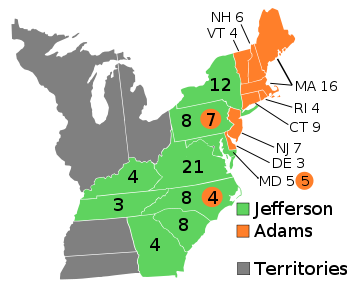 NH 6
VT 4
12
MA 16
RI 4
CT 9
8 7
NJ 7
DE 3
MD 5 5
21
4
3
8 4
8
4
Jefferson
Adams
Territories